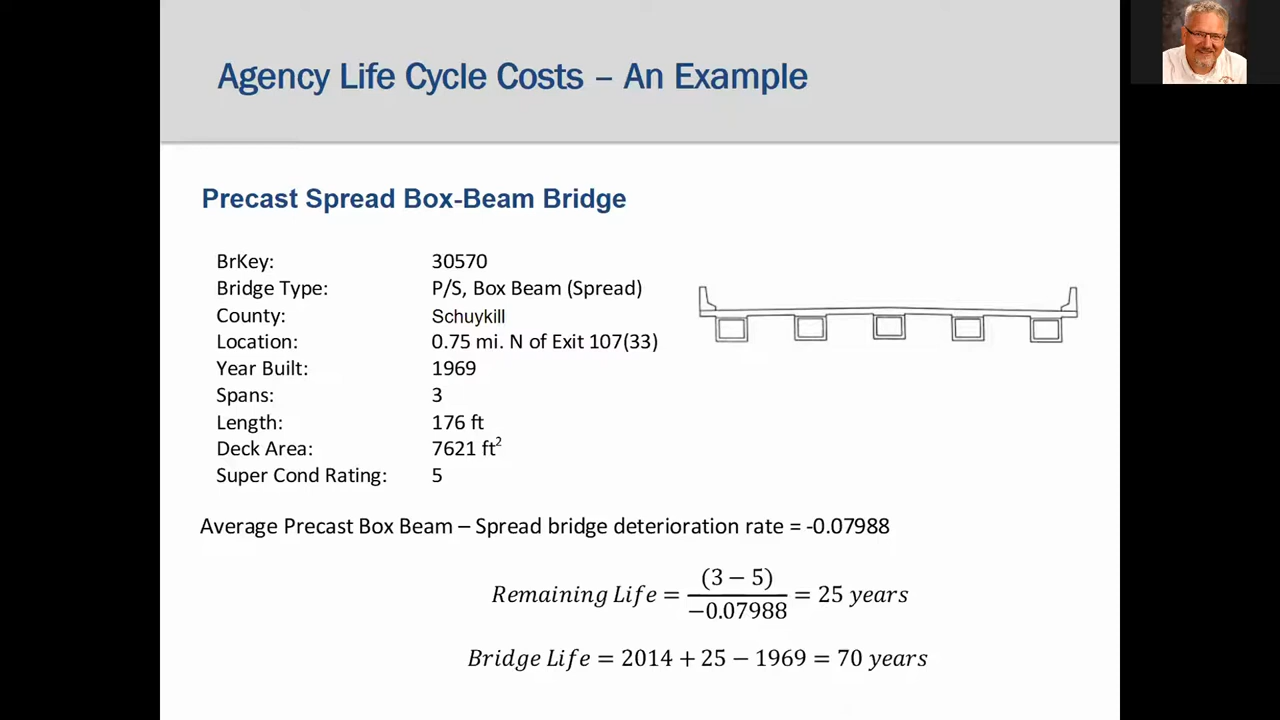 Agency Life Cycle Costs – An Example
Precast Spread Box-Beam Bridge
BrKey: 30570
Bridge Type: P/S, Box Beam (Spread)
County: Schuykill
Location: 0.75 mi. N of Exit 107(33)
Year Built: 1969
Spans: 3
Length: 176 ft
Deck Area: 7621 ft²
Super Cond Rating: 5
Average Precast Box Beam – Spread bridge deterioration rate = -0.07988
Remaining Life = (3 − 5) / −0.07988 = 25 years
Bridge Life = 2014 + 25 − 1969 = 70 years